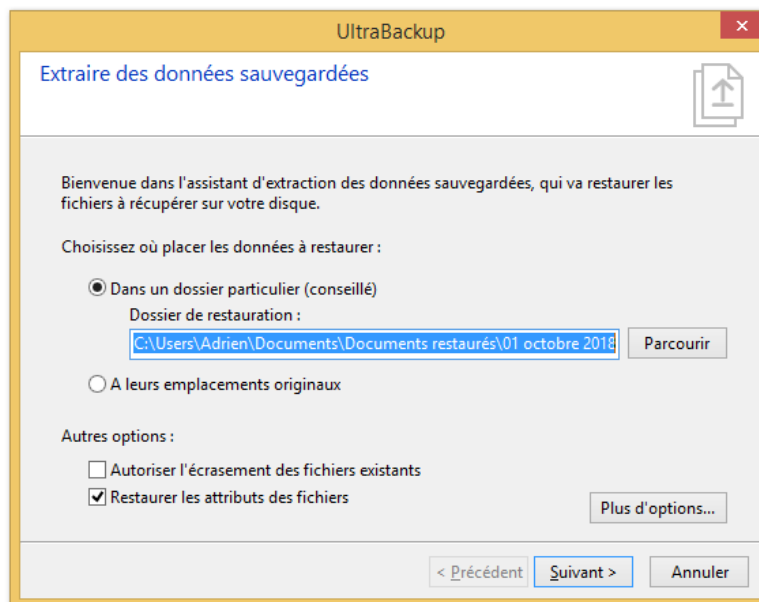 UltraBackup
Extraire des données sauvegardées
Bienvenue dans l'assistant d'extraction des données sauvegardées, qui va restaurer les
fichiers à récupérer sur votre disque.
Choisissez où placer les données à restaurer :
Dans un dossier particulier (conseillé)
Dossier de restauration :
C:\Users\Adrien\Documents\Documents restaurés\01 octobre 2018
Parcourir
A leurs emplacements originaux
Autres options :
Autoriser l'écrasement des fichiers existants
Restaurer les attributs des fichiers
Plus d'options...
< Précédent
Suivant >
Annuler